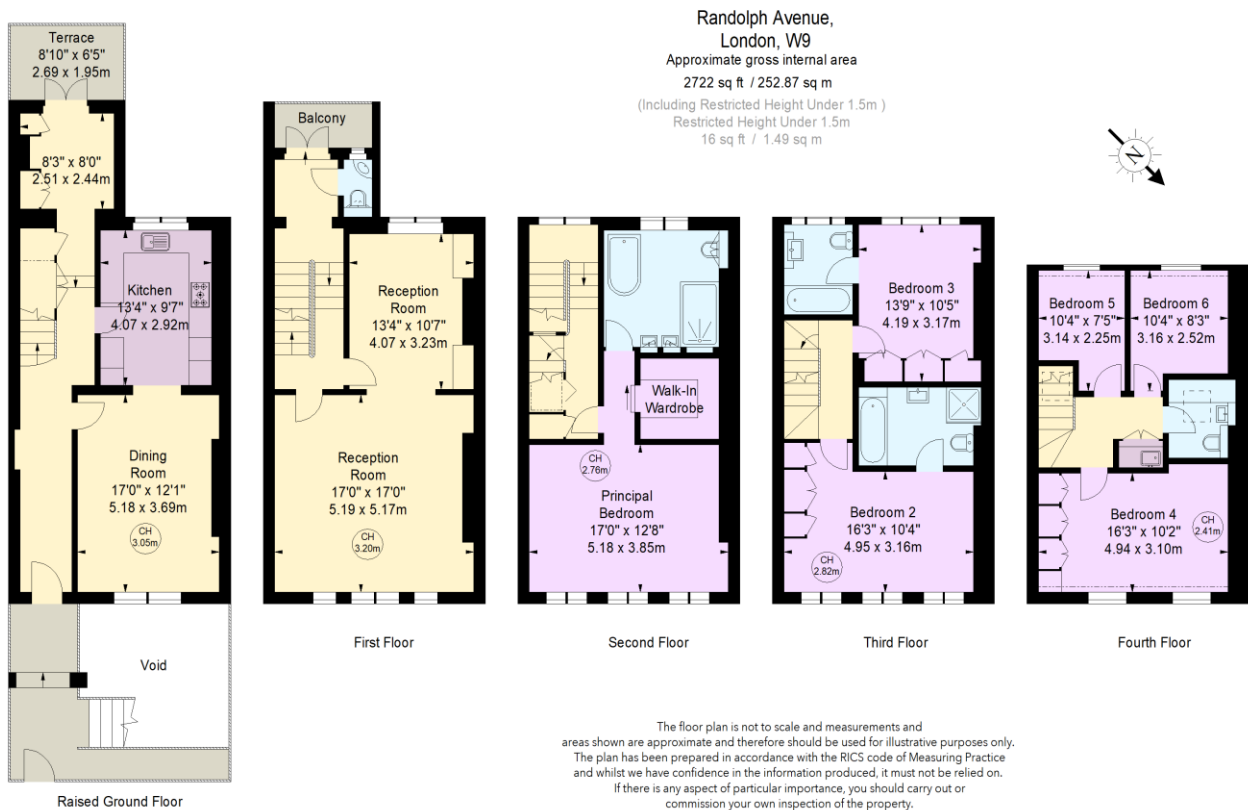 Randolph Avenue,
London, W9
Approximate gross internal area
2722 sq ft / 252.87 sq m
(Including Restricted Height Under 1.5m )
Restricted Height Under 1.5m
16 sq ft / 1.49 sq m
N
Terrace
8'10" x 6'5"
2.69 x 1.95m
8'3" x 8'0"
2.51 x 2.44m
Kitchen
13'4" x 9'7"
4.07 x 2.92m
Dining
Room
17'0" x 12'1"
5.18 x 3.69m
CH
3.05m
Void
Raised Ground Floor
Balcony
Reception
Room
13'4" x 10'7"
4.07 x 3.23m
Reception
Room
17'0" x 17'0"
5.19 x 5.17m
CH
3.20m
First Floor
Walk-In
Wardrobe
CH
2.76m
Principal
Bedroom
17'0" x 12'8"
5.18 x 3.85m
Second Floor
Bedroom 3
13'9" x 10'5"
4.19 x 3.17m
Bedroom 2
16'3" x 10'4"
4.95 x 3.16m
CH
2.82m
Third Floor
Bedroom 5
10'4" x 7'5"
3.14 x 2.25m
Bedroom 6
10'4" x 8'3"
3.16 x 2.52m
Bedroom 4
16'3" x 10'2"
4.94 x 3.10m
CH
2.41m
Fourth Floor
The floor plan is not to scale and measurements and
areas shown are approximate and therefore should be used for illustrative purposes only.
The plan has been prepared in accordance with the RICS code of Measuring Practice
and whilst we have confidence in the information produced, it must not be relied on.
If there is any aspect of particular importance, you should carry out or
commission your own inspection of the property.